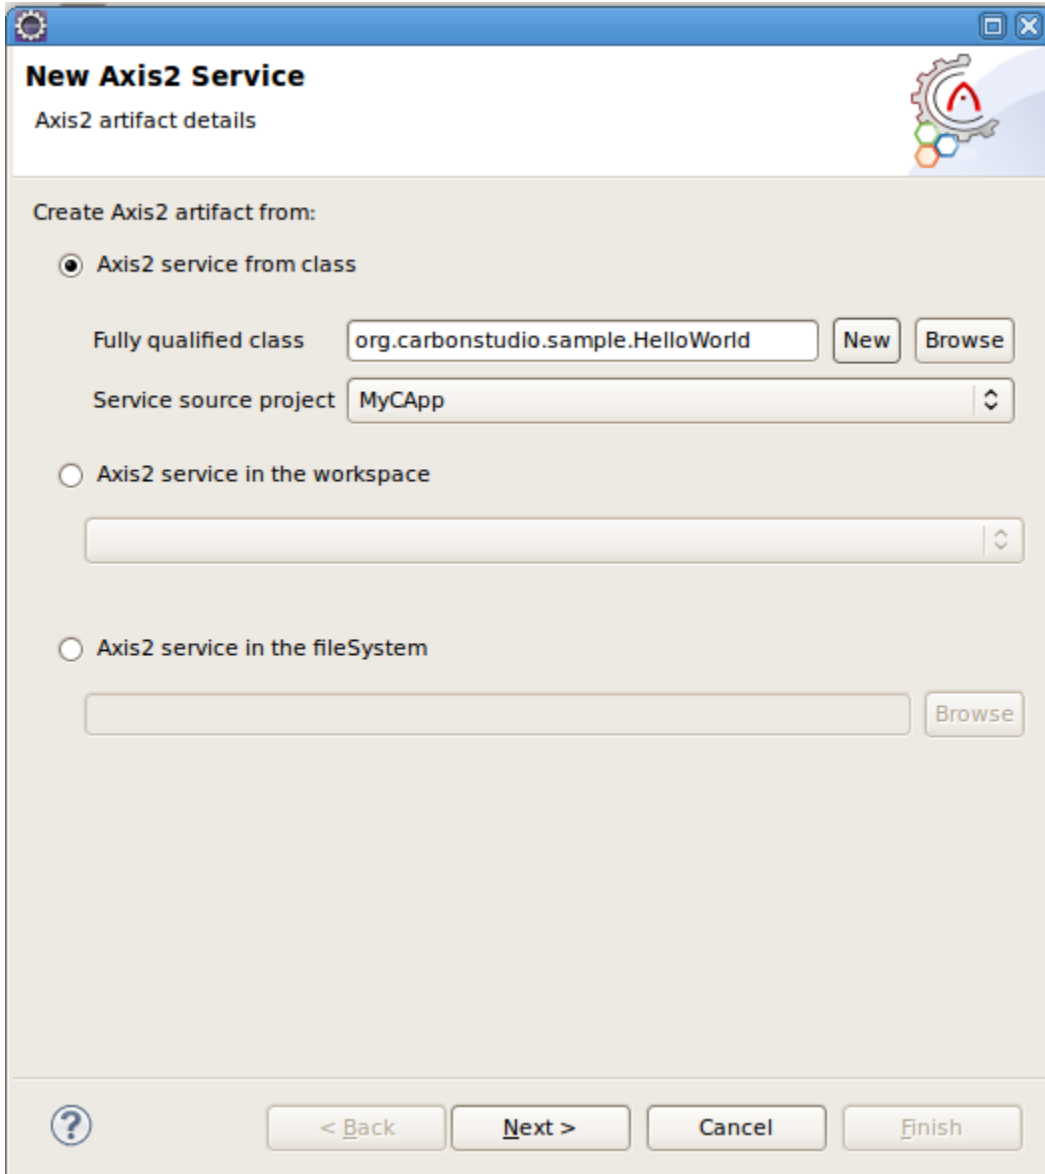 New Axis2 Service
Axis2 artifact details
Create Axis2 artifact from:
Axis2 service from class
Fully qualified class org.carbonstudio.sample.HelloWorld New Browse
Service source project MyCApp
Axis2 service in the workspace
Axis2 service in the fileSystem
Browse
? < Back Next > Cancel Finish